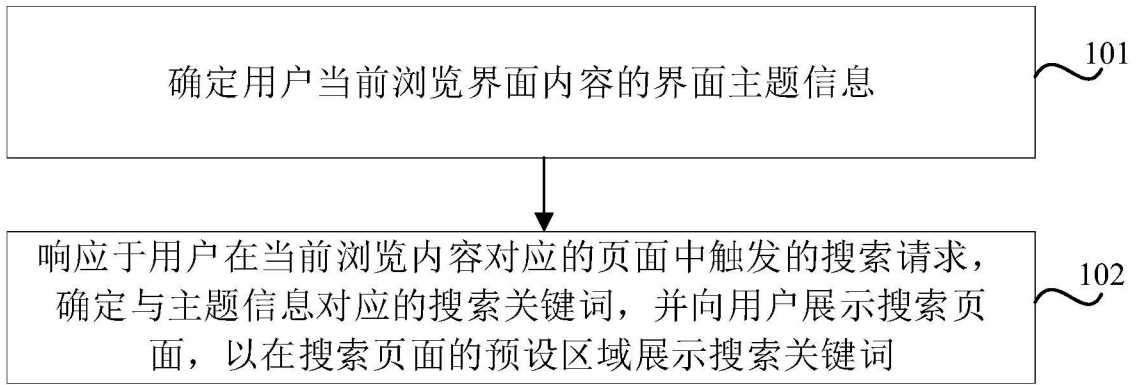 确定用户当前浏览界面内容的界面主题信息
101
响应于用户在当前浏览内容对应的页面中触发的搜索请求，
确定与主题信息对应的搜索关键词，并向用户展示搜索页
面，以在搜索页面的预设区域展示搜索关键词
102